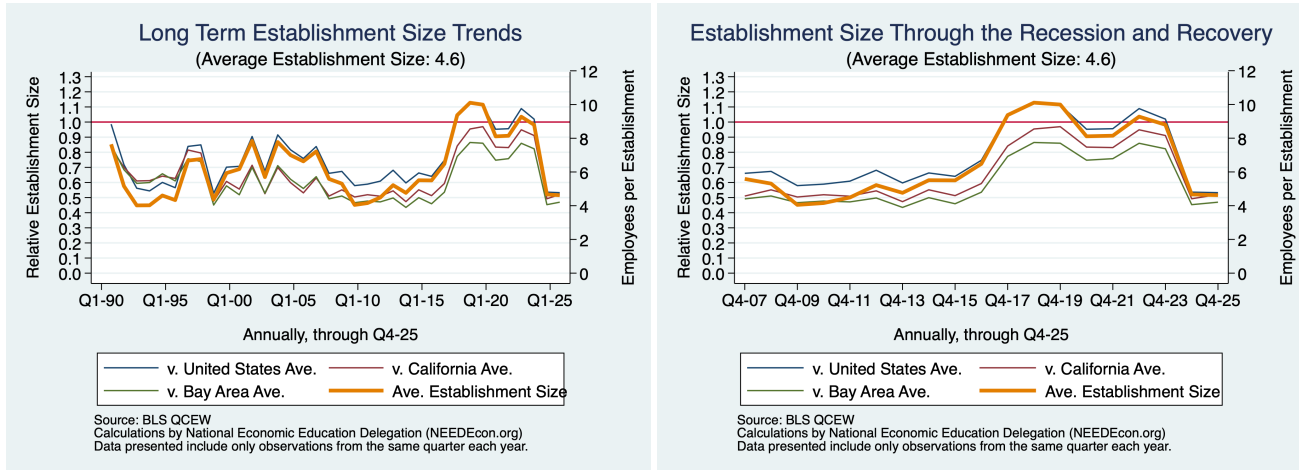 Long Term Establishment Size Trends
(Average Establishment Size: 4.6)
Relative Establishment Size
1.3
1.2
1.1
1.0
0.9
0.8
0.7
0.6
0.5
0.4
0.3
0.2
0.1
0.0
12
10
8
6
4
2
0
Employees per Establishment
Q1-90 Q1-95 Q1-00 Q1-05 Q1-10 Q1-15 Q1-20 Q1-25
Annually, through Q4-25
v. United States Ave. v. California Ave.
v. Bay Area Ave. Ave. Establishment Size
Source: BLS QCEW
Calculations by National Economic Education Delegation (NEEDEcon.org)
Data presented include only observations from the same quarter each year.
Establishment Size Through the Recession and Recovery
(Average Establishment Size: 4.6)
Relative Establishment Size
1.3
1.2
1.1
1.0
0.9
0.8
0.7
0.6
0.5
0.4
0.3
0.2
0.1
0.0
12
10
8
6
4
2
0
Employees per Establishment
Q4-07 Q4-09 Q4-11 Q4-13 Q4-15 Q4-17 Q4-19 Q4-21 Q4-23 Q4-25
Annually, through Q4-25
v. United States Ave. v. California Ave.
v. Bay Area Ave. Ave. Establishment Size
Source: BLS QCEW
Calculations by National Economic Education Delegation (NEEDEcon.org)
Data presented include only observations from the same quarter each year.